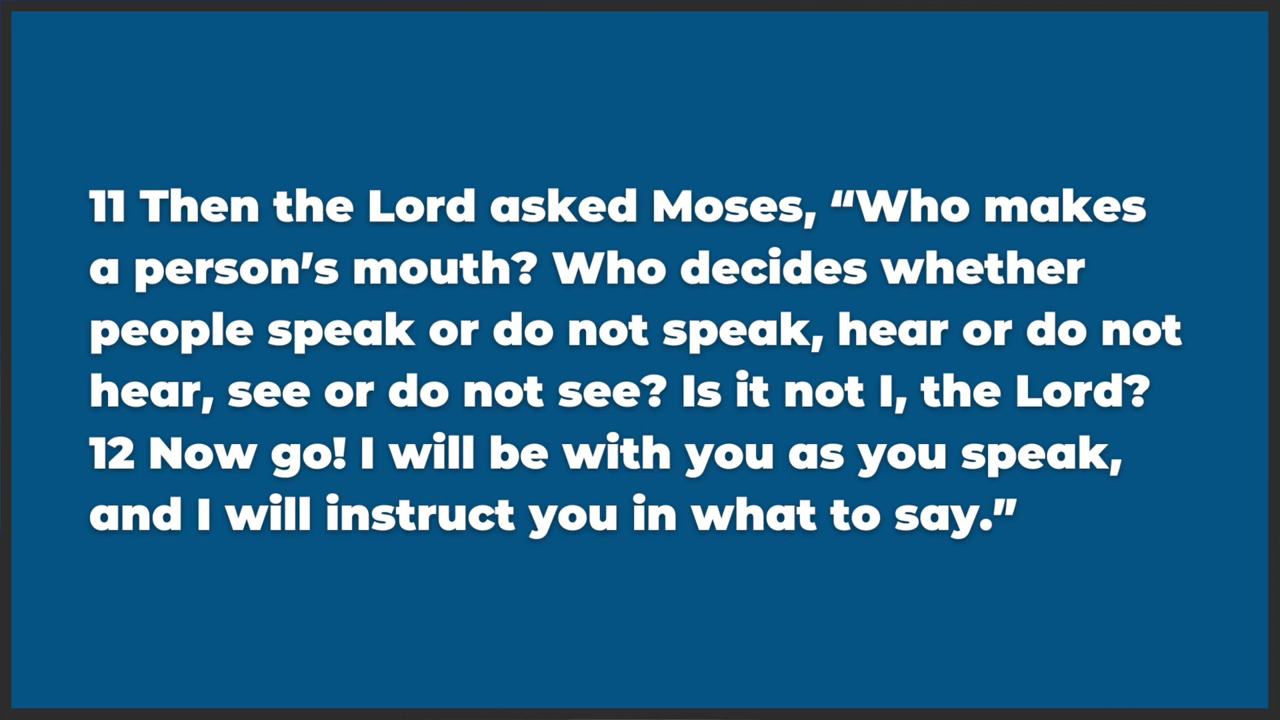 11 Then the Lord asked Moses, “Who makes
a person’s mouth? Who decides whether
people speak or do not speak, hear or do not
hear, see or do not see? Is it not I, the Lord?
12 Now go! I will be with you as you speak,
and I will instruct you in what to say.”